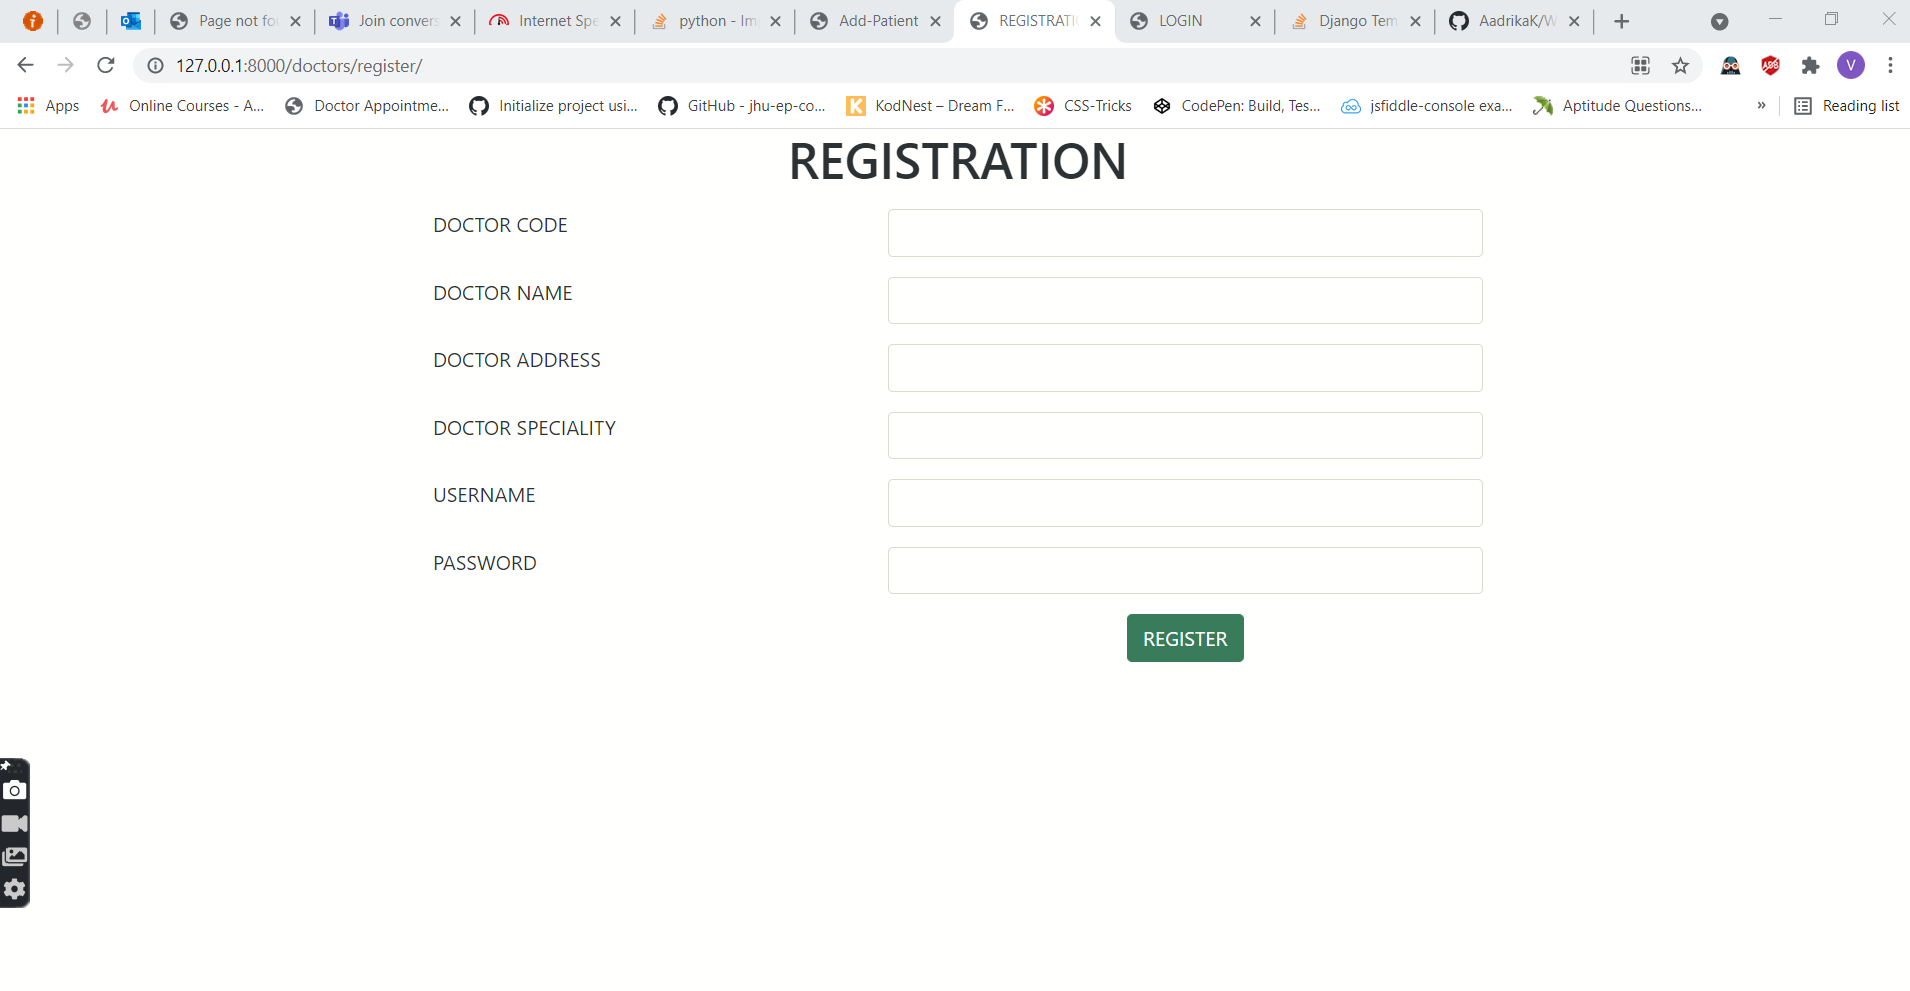 Page not fo
Join convers
Internet Spe
python - Im
Add-Patient
REGISTRATI
LOGIN
Django Tem
AadrikaK/W
127.0.0.1:8000/doctors/register/
V
Apps
Online Courses - A...
Doctor Appointme...
Initialize project usi...
GitHub - jhu-ep-co...
K
KodNest – Dream F...
CSS-Tricks
CodePen: Build, Tes...
jsfiddle-console exa...
Aptitude Questions...
»
Reading list
REGISTRATION
DOCTOR CODE
DOCTOR NAME
DOCTOR ADDRESS
DOCTOR SPECIALITY
USERNAME
PASSWORD
REGISTER